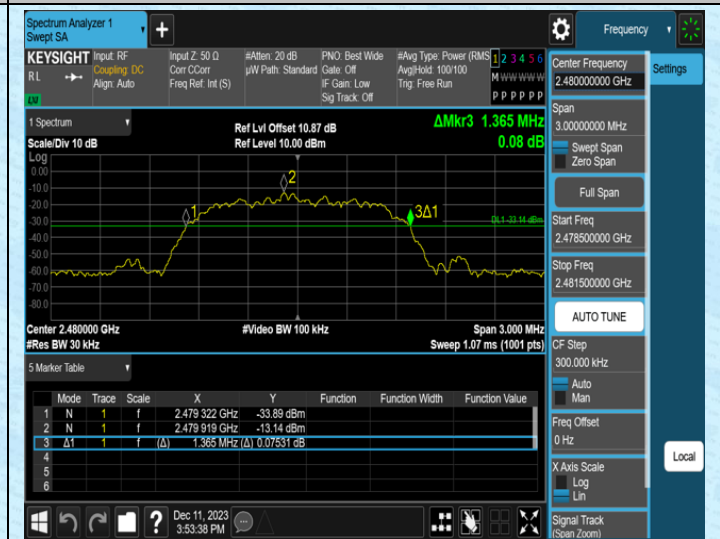 Spectrum Analyzer 1
Swept SA
+
Frequency
KEYSIGHT
RL
LXI
Input: RF
Coupling: DC
Align: Auto
Input Z: 50 Ω
Corr CCorr
Freq Ref: Int (S)
#Atten: 20 dB
µW Path: Standard
PNO: Best Wide
Gate: Off
IF Gain: Low
Sig Track: Off
#Avg Type: Power (RMS
Avg|Hold: 100/100
Trig: Free Run
1 2 3 4 5 6
M W W W W W
P P P P P P
1 Spectrum
Scale/Div 10 dB
Log
Ref Lvl Offset 10.87 dB
Ref Level 10.00 dBm
ΔMkr3 1.365 MHz
0.08 dB
0.00
-10.0
-20.0
-30.0
-40.0
-50.0
-60.0
-70.0
-80.0
1
2
3Δ1
DL1 -33.14 dBm
Center 2.480000 GHz
#Res BW 30 kHz
#Video BW 100 kHz
Span 3.000 MHz
Sweep 1.07 ms (1001 pts)
5 Marker Table
Mode Trace Scale X Y Function Function Width Function Value
1 N 1 f 2.479 322 GHz -33.89 dBm
2 N 1 f 2.479 919 GHz -13.14 dBm
3 Δ1 1 f (Δ) 1.365 MHz (Δ) 0.07531 dB
4
5
6
?
Dec 11, 2023
3:53:38 PM
Center Frequency
2.480000000 GHz
Span
3.00000000 MHz
Swept Span
Zero Span
Full Span
Start Freq
2.478500000 GHz
Stop Freq
2.481500000 GHz
AUTO TUNE
CF Step
300.000 kHz
Auto
Man
Freq Offset
0 Hz
X Axis Scale
Log
Lin
Signal Track
(Span Zoom)
Settings
Local